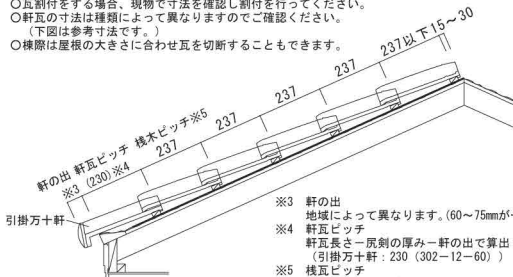 ○瓦割付をする場合、現物で寸法を確認し割付を行ってください。
○軒瓦の寸法は種類によって異なりますのでご確認ください。
（下図は参考寸法です。）
○棟際は屋根の大きさに合わせ瓦を切断することもできます。
軒の出 軒瓦ピッチ 桟木ピッチ※5
※3 (230)※4
237
237
237
237
237以下
15～30
引掛万十軒
※3 軒の出
地域によって異なります。(60～75mmが
※4 軒瓦ピッチ
軒瓦長さ－尻剣の厚み－軒の出で算出
（引掛万十軒：230（302－12－60））
※5 桟瓦ピッチ